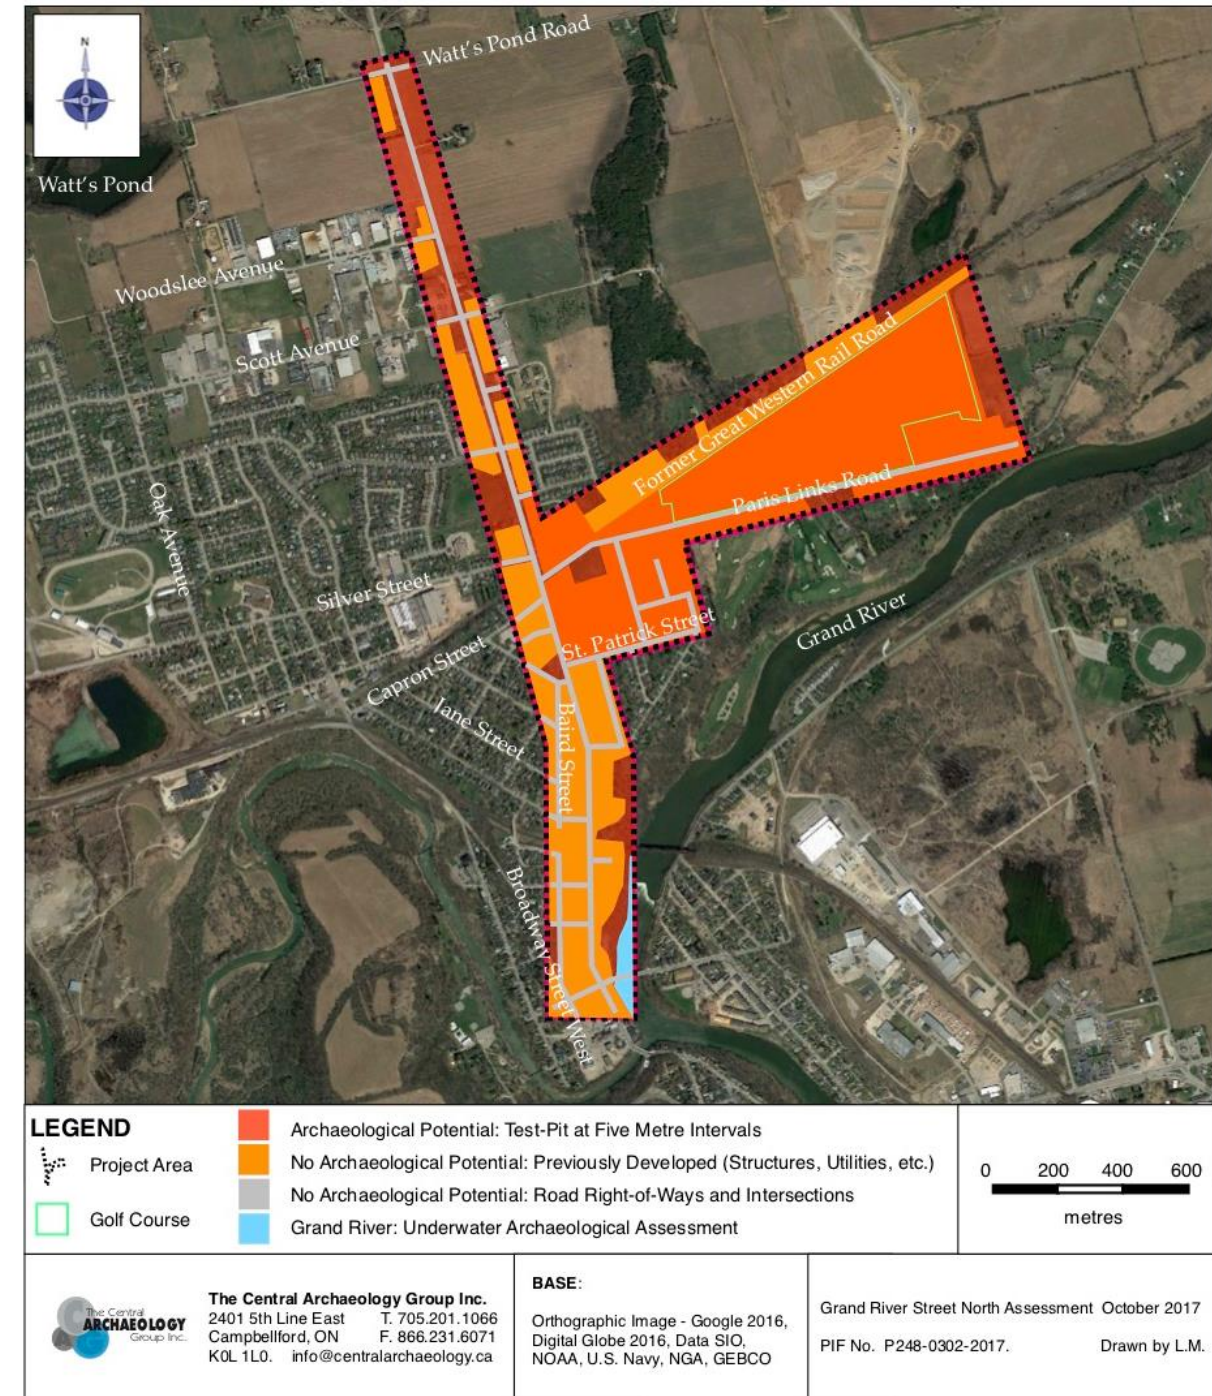 N
Watt's Pond Road
Watt's Pond
Woodslee Avenue
Scott Avenue
Former Great Western Rail Road
Paris Links Road
Oak Avenue
Silver Street
Grand River
St. Patrick Street
Capron Street
Jane Street
Baird Street
Broadway Street West
LEGEND
Project Area
Golf Course
Archaeological Potential: Test-Pit at Five Metre Intervals
No Archaeological Potential: Previously Developed (Structures, Utilities, etc.)
No Archaeological Potential: Road Right-of-Ways and Intersections
Grand River: Underwater Archaeological Assessment
0 200 400 600
metres
The Central
ARCHAEOLOGY
Group Inc.
The Central Archaeology Group Inc.
2401 5th Line East T. 705.201.1066
Campbellford, ON F. 866.231.6071
K0L 1L0. info@centralarchaeology.ca
BASE:
Orthographic Image - Google 2016,
Digital Globe 2016, Data SIO,
NOAA, U.S. Navy, NGA, GEBCO
Grand River Street North Assessment October 2017
PIF No. P248-0302-2017. Drawn by L.M.